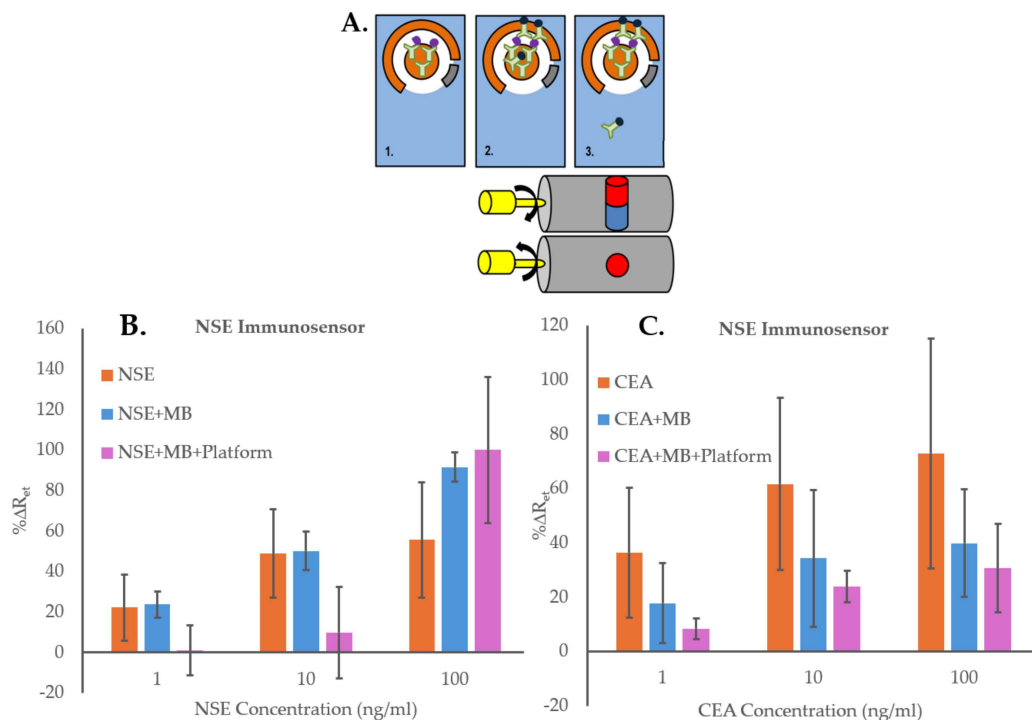 A.
1.
2.
3.
B.
NSE Immunosensor
160
140
120
100
80
60
40
20
0
-20
%ΔRet
NSE
NSE+MB
NSE+MB+Platform
1
10
100
NSE Concentration (ng/ml)
C.
NSE Immunosensor
120
100
80
60
40
20
0
-20
%ΔRet
CEA
CEA+MB
CEA+MB+Platform
1
10
100
CEA Concentration (ng/ml)